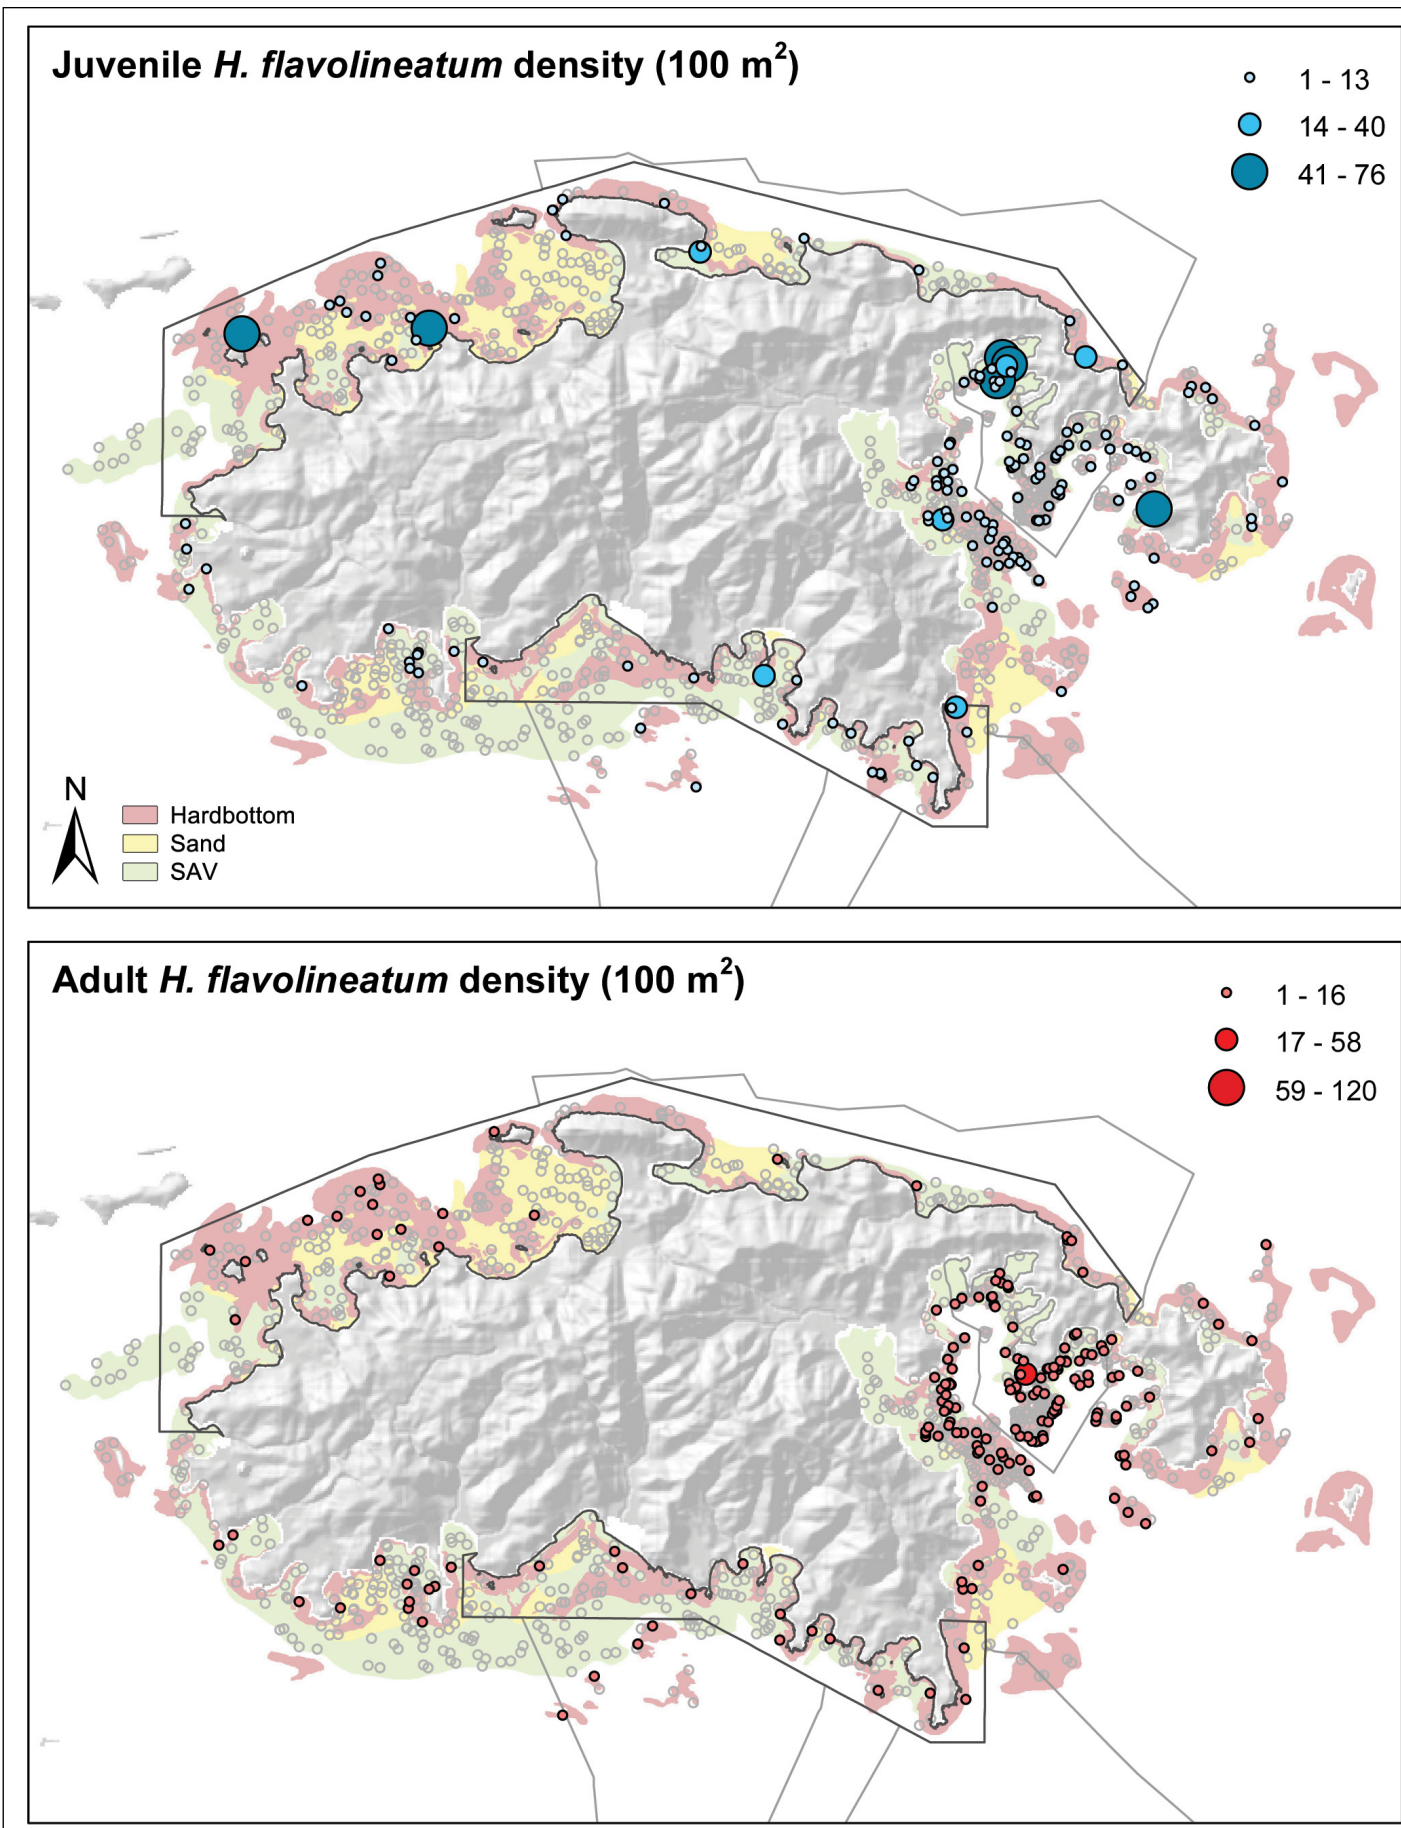 Juvenile H. flavolineatum density (100 m²)
1 - 13
14 - 40
41 - 76
N
Hardbottom
Sand
SAV
Adult H. flavolineatum density (100 m²)
1 - 16
17 - 58
59 - 120